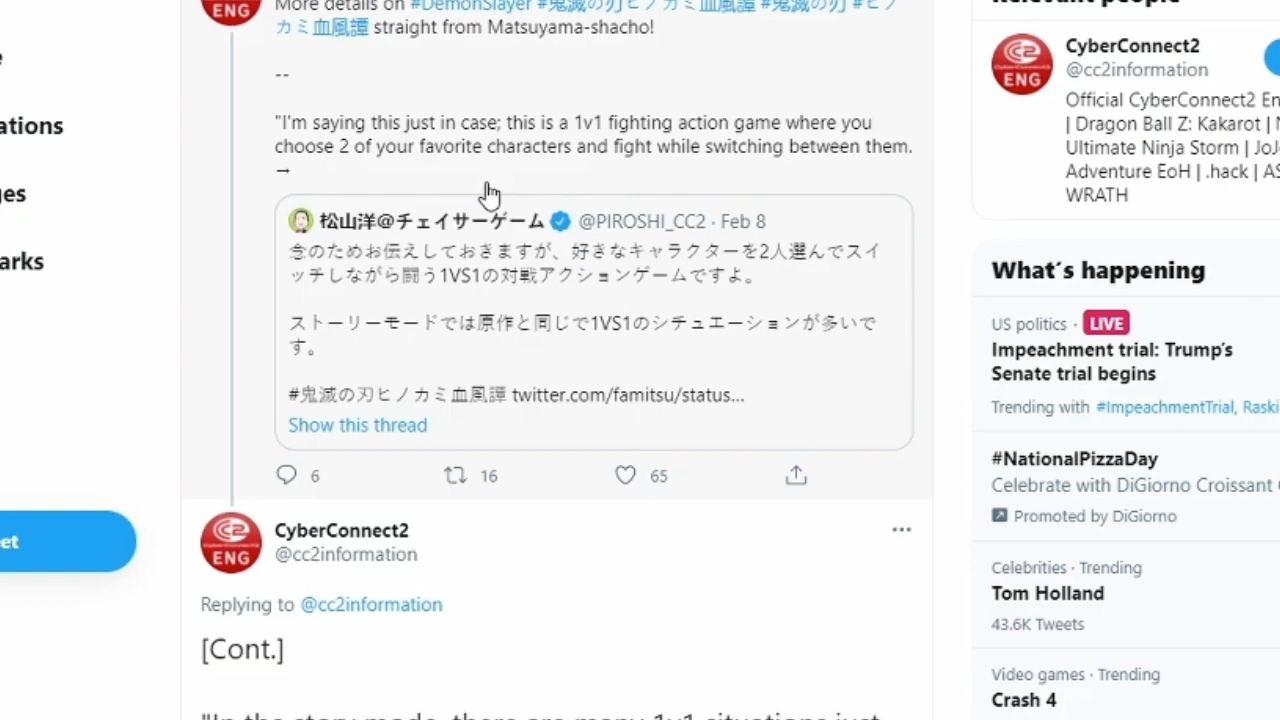 ENG
More details on #DemonSlayer #鬼滅の刃ヒノカミ血風譚 #鬼滅の刃 #ヒノ
カミ血風譚 straight from Matsuyama-shacho!
--
"I'm saying this just in case; this is a 1v1 fighting action game where you
choose 2 of your favorite characters and fight while switching between them.
→
松山洋@チェイサーゲーム @PIROSHI_CC2 · Feb 8
念のためお伝えしておきますが、好きなキャラクターを2人選んでスイ
ッチしながら闘う1VS1の対戦アクションゲームですよ。
ストーリーモードでは原作と同じで1VS1のシチュエーションが多いで
す。
#鬼滅の刃ヒノカミ血風譚 twitter.com/famitsu/status...
Show this thread
6 16 65
CyberConnect2
ENG
@cc2information
Replying to @cc2information
[Cont.]
"In the story mode, there are many 1v1 situations just
ations
ges
arks
et
Relevant people
CyberConnect2
ENG
@cc2information
Official CyberConnect2 En
| Dragon Ball Z: Kakarot | N
Ultimate Ninja Storm | JoJ
Adventure EoH | .hack | AS
WRATH
What's happening
US politics · LIVE
Impeachment trial: Trump's
Senate trial begins
Trending with #ImpeachmentTrial, Raski
#NationalPizzaDay
Celebrate with DiGiorno Croissant
Promoted by DiGiorno
Celebrities · Trending
Tom Holland
43.6K Tweets
Video games · Trending
Crash 4